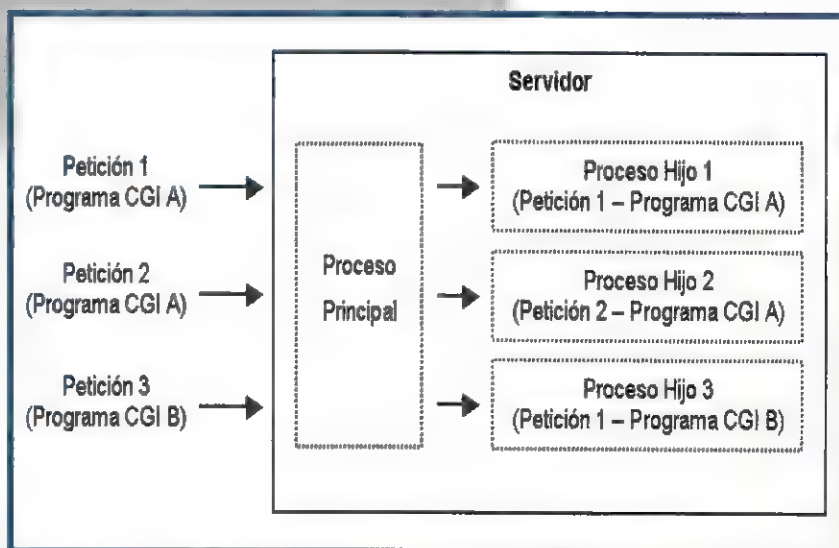 Servidor
Petición 1
(Programa CGI A)
Petición 2
(Programa CGI A)
Petición 3
(Programa CGI B)
Proceso
Principal
Proceso Hijo 1
(Petición 1 – Programa CGI A)
Proceso Hijo 2
(Petición 2 – Programa CGI A)
Proceso Hijo 3
(Petición 1 – Programa CGI B)